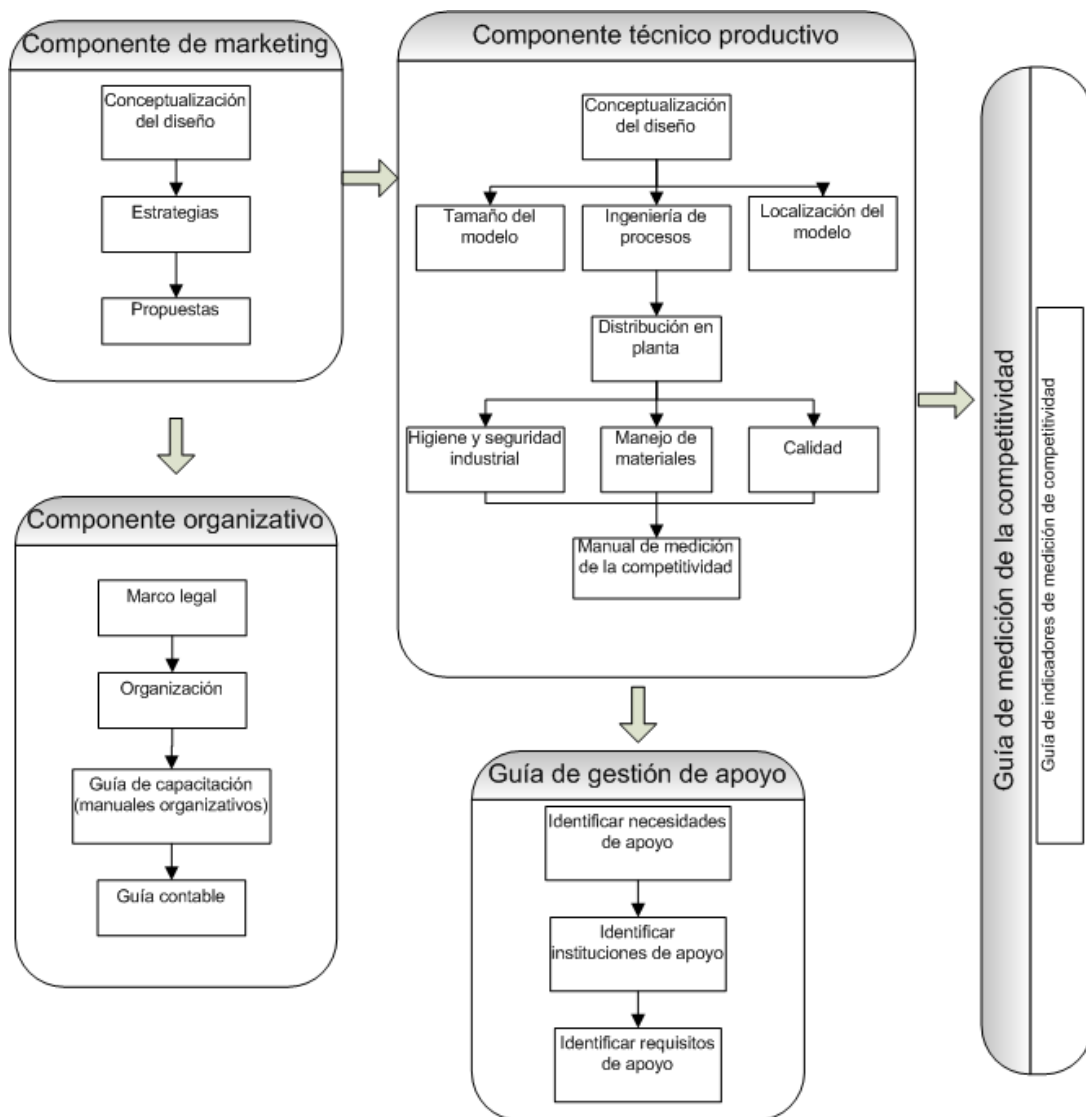 Componente de marketing
Conceptualización
del diseño
Estrategias
Propuestas
Componente técnico productivo
Conceptualización
del diseño
Tamaño del
modelo
Ingeniería de
procesos
Localización del
modelo
Distribución en
planta
Higiene y seguridad
industrial
Manejo de
materiales
Calidad
Manual de medición
de la competitividad
Componente organizativo
Marco legal
Organización
Guía de capacitación
(manuales organizativos)
Guía contable
Guía de gestión de apoyo
Identificar necesidades
de apoyo
Identificar
instituciones de apoyo
Identificar requisitos
de apoyo
Guía de medición de la competitividad
Guía de indicadores de medición de competitividad